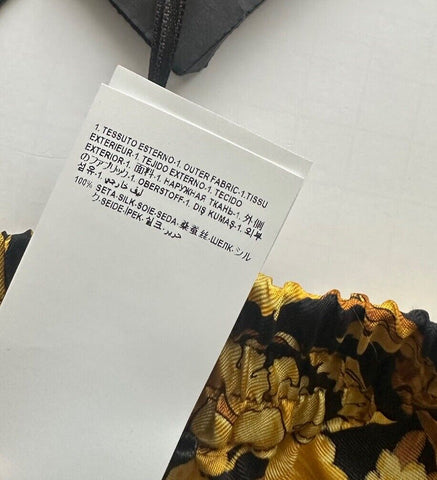 1. TESSUTO ESTERNO-1. OUTER FABRIC-1.TISSU
EXTERIEUR-1. TEJIDO EXTERNO-1. TECIDO
EXTERIOR-1. 面料-1. НАРУЖНАЯ ТКАНЬ-1. 外側
のファブリック-1. OBERSTOFF-1. DIŞ KUMAŞ-1. 외부
섬유-1. ليف خارجي
100% SETA-SILK-SOIE-SEDA-桑蚕丝-ШЕЛК-シル
ク-SEIDE-İPEK-실크-حرير